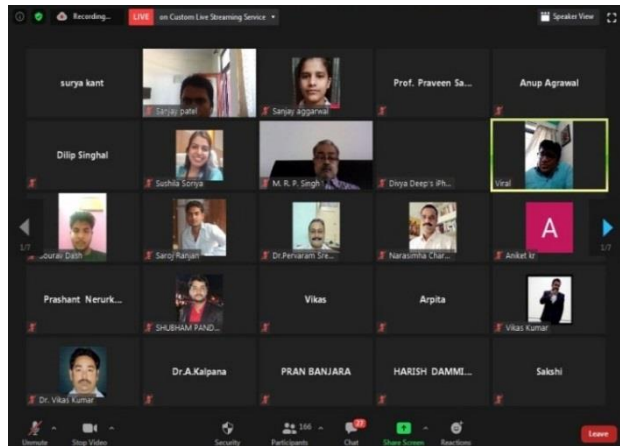 Recording...
LIVE on Custom Live Streaming Service
Speaker View
surya kant
Sanjay patel
Sanjay aggarwal
Prof. Praveen Sa...
Anup Agrawal
Dilip Singhal
Sushila Soriya
M. R. P. Singh
Divya Deep's iPh...
Viral
1/7
Sourav Dash
Saroj Ranjan
Dr.Pervaram Sre...
Narasimha Char...
A
Aniket kr
1/7
Prashant Nerurk...
SHUBHAM PAND...
Vikas
Arpita
Vikas Kumar
Dr. Vikas Kumar
Dr.A.Kalpana
PRAN BANJARA
HARISH DAMMI...
Sakshi
Unmute
Stop Video
Security
166
Participants
27
Chat
Share Screen
Reactions
Leave